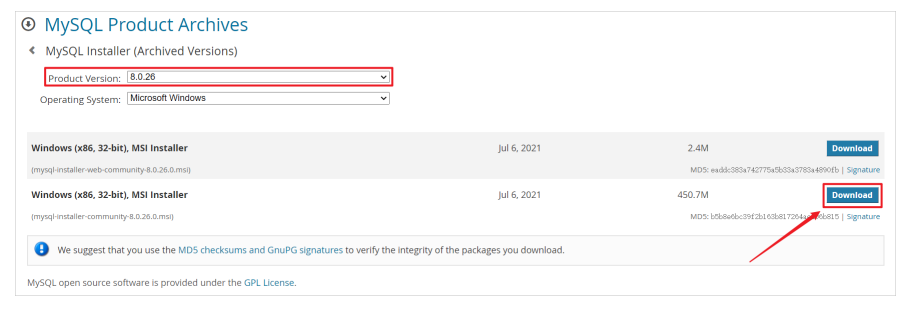 MySQL Product Archives
MySQL Installer (Archived Versions)
Product Version: 8.0.26
Operating System: Microsoft Windows
Windows (x86, 32-bit), MSI Installer Jul 6, 2021 2.4M Download
(mysql-installer-web-community-8.0.26.0.msi) MD5: eaddc383a742775a5b33a3783a4890fb | Signature
Windows (x86, 32-bit), MSI Installer Jul 6, 2021 450.7M Download
(mysql-installer-community-8.0.26.0.msi) MD5: | Signature
We suggest that you use the MD5 checksums and GnuPG signatures to verify the integrity of the packages you download.
MySQL open source software is provided under the GPL License.